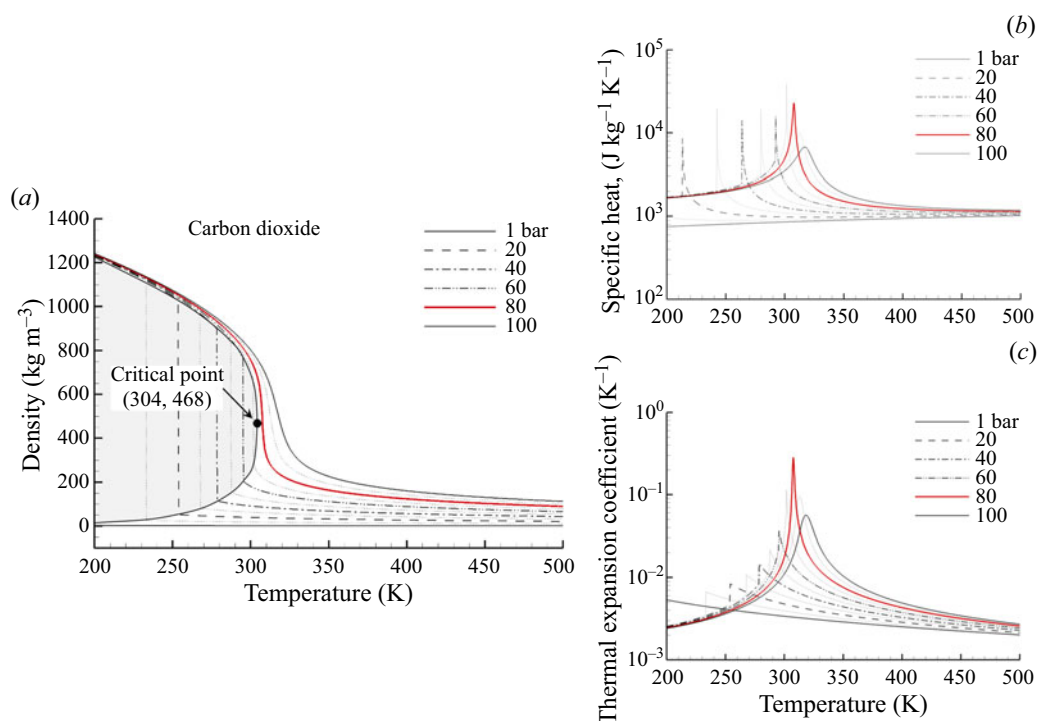 (a)
1400
1200
1000
800
600
400
200
0
Density (kg m−3)
Carbon dioxide
1 bar
20
40
60
80
100
Critical point
(304, 468)
200 250 300 350 400 450 500
Temperature (K)
(b)
10^5
10^4
10^3
10^2
Specific heat, (J kg−1 K−1)
1 bar
20
40
60
80
100
200 250 300 350 400 450 500
(c)
10^0
10^−1
10^−2
10^−3
Thermal expansion coefficient (K−1)
1 bar
20
40
60
80
100
200 250 300 350 400 450 500
Temperature (K)